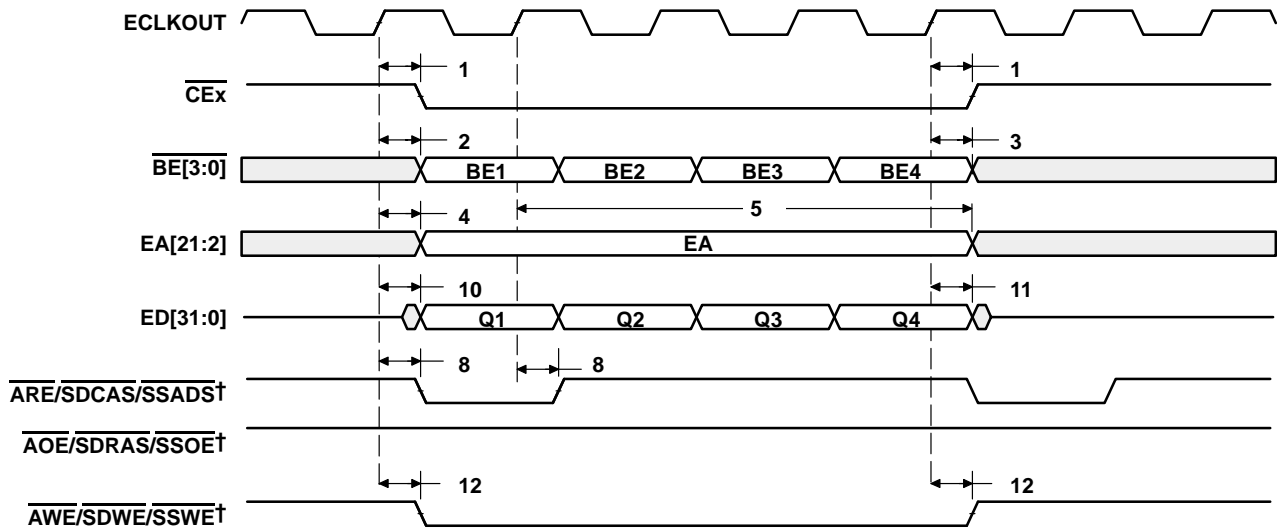 ECLKOUT
1 1
CEx
2 3
BE[3:0] BE1 BE2 BE3 BE4
4 5
EA[21:2] EA
10 11
ED[31:0] Q1 Q2 Q3 Q4
8 8
ARE/SDCAS/SSADS†
AOE/SDRAS/SSOE†
12 12
AWE/SDWE/SSWE†